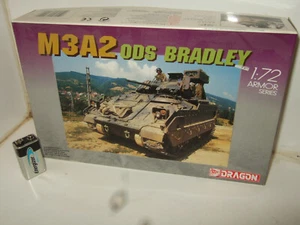 M3A2 ODS BRADLEY
1:72
ARMOR
SERIES
DRAGON